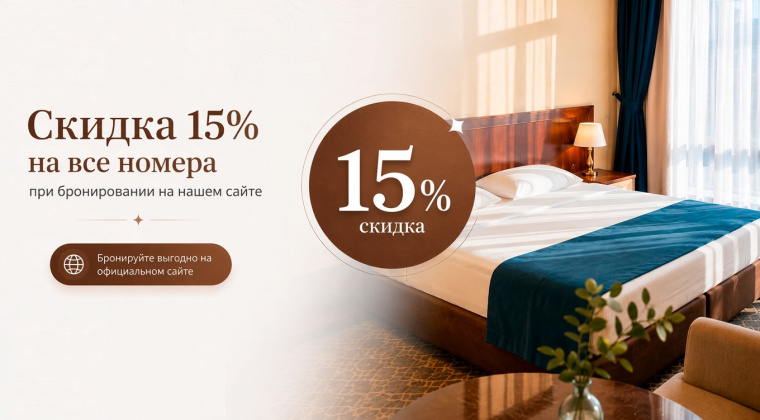 Скидка 15%
на все номера
при бронировании на нашем сайте
Бронируйте выгодно на
официальном сайте
15%
скидка